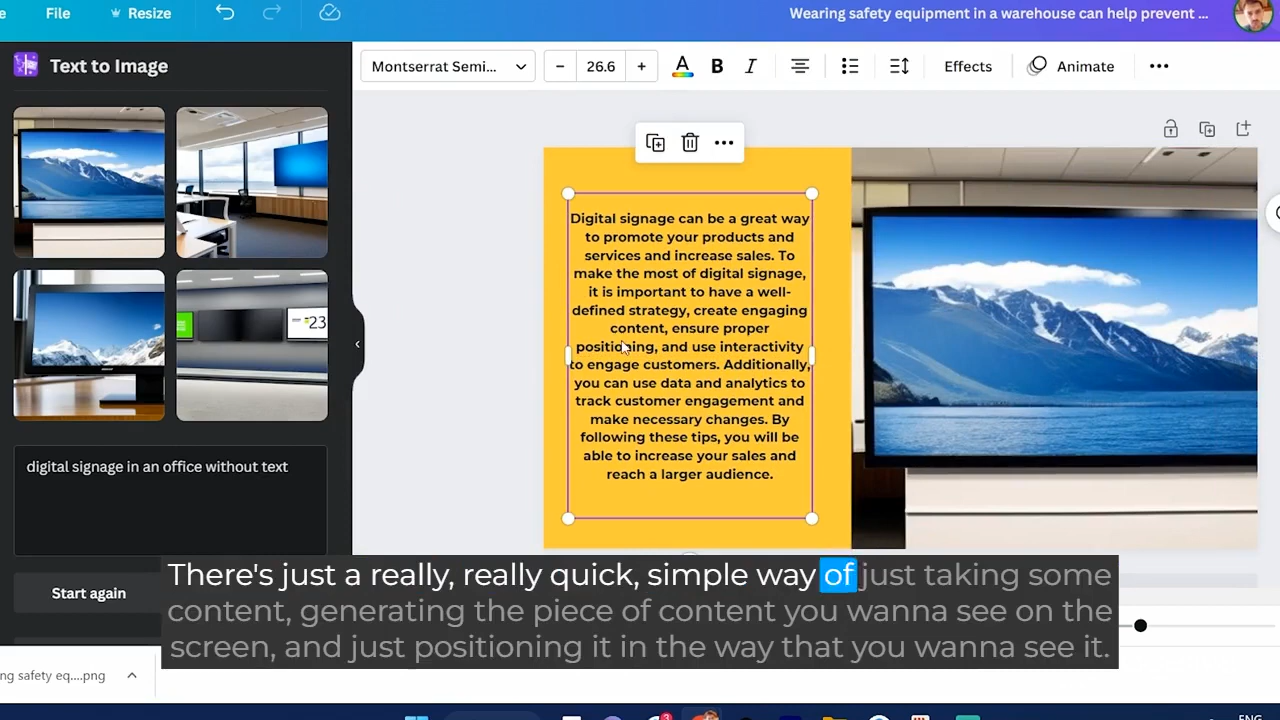 File
Resize
Wearing safety equipment in a warehouse can help prevent ...
Text to Image
Montserrat Semi...
– 26.6 +
A B I
Effects
Animate
Digital signage can be a great way
to promote your products and
services and increase sales. To
make the most of digital signage,
it is important to have a well-
defined strategy, create engaging
content, ensure proper
positioning, and use interactivity
to engage customers. Additionally,
you can use data and analytics to
track customer engagement and
make necessary changes. By
following these tips, you will be
able to increase your sales and
reach a larger audience.
23
digital signage in an office without text
Start again
There's just a really, really quick, simple way of just taking some
content, generating the piece of content you wanna see on the
screen, and just positioning it in the way that you wanna see it.
ng safety eq....png
3
ENG